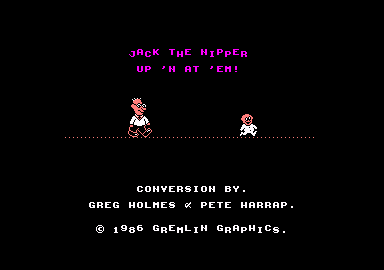 JACK THE NIPPER
UP 'N AT 'EM!
CONVERSION BY.
GREG HOLMES & PETE HARRAP.
© 1986 GREMLIN GRAPHICS.